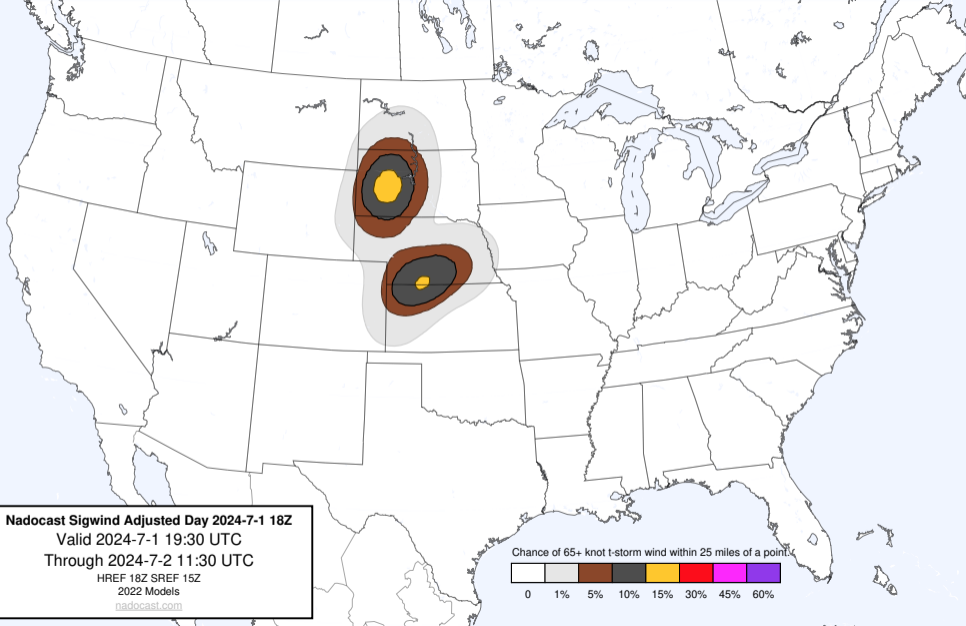 Nadocast Sigwind Adjusted Day 2024-7-1 18Z
Valid 2024-7-1 19:30 UTC
Through 2024-7-2 11:30 UTC
HREF 18Z SREF 15Z
2022 Models
nadocast.com
Chance of 65+ knot t-storm wind within 25 miles of a point.
0 1% 5% 10% 15% 30% 45% 60%